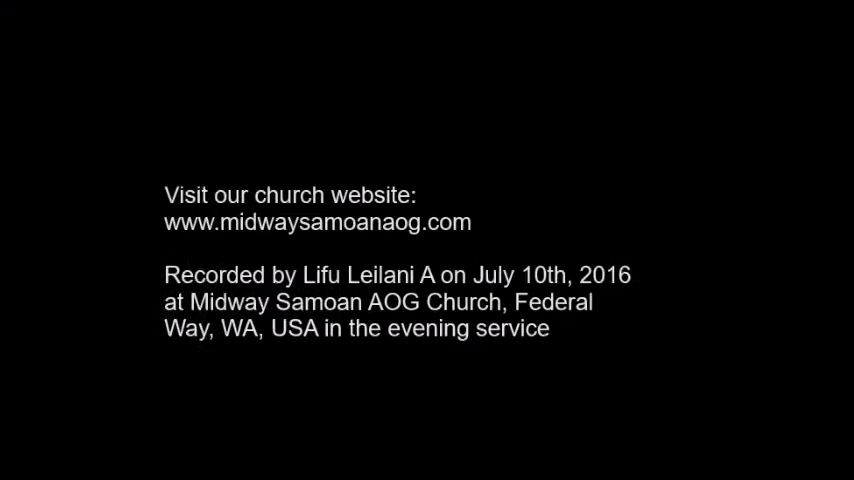 Visit our church website:
www.midwaysamoanaog.com
Recorded by Lifu Leilani A on July 10th, 2016
at Midway Samoan AOG Church, Federal
Way, WA, USA in the evening service